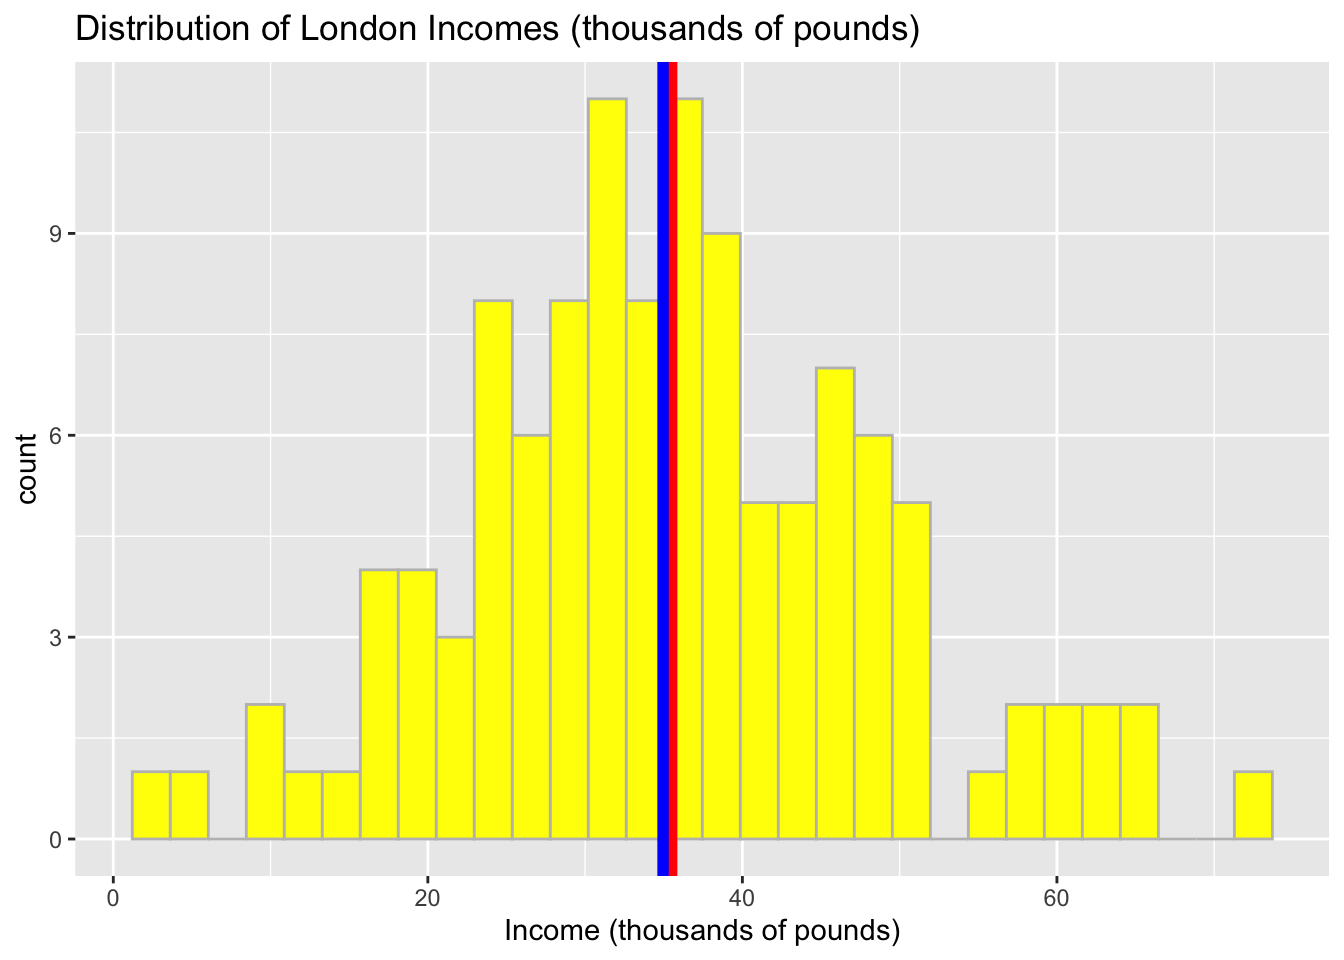 Distribution of London Incomes (thousands of pounds)
count
9
6
3
0
0 20 40 60
Income (thousands of pounds)